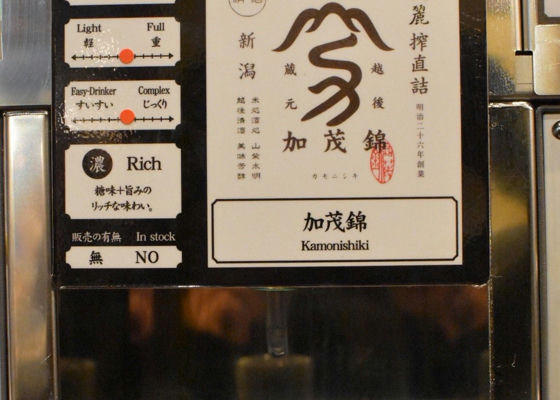 Light Full
軽 重
Easy-Drinker Complex
すいすい じっくり
濃 Rich
糖味+旨みの
リッチな味わい。
販売の有無 In stock
無 NO
新潟
蔵元
越後
加茂錦
カモニシキ
麗搾直詰
明治二十六年創業
加茂錦
Kamonishiki